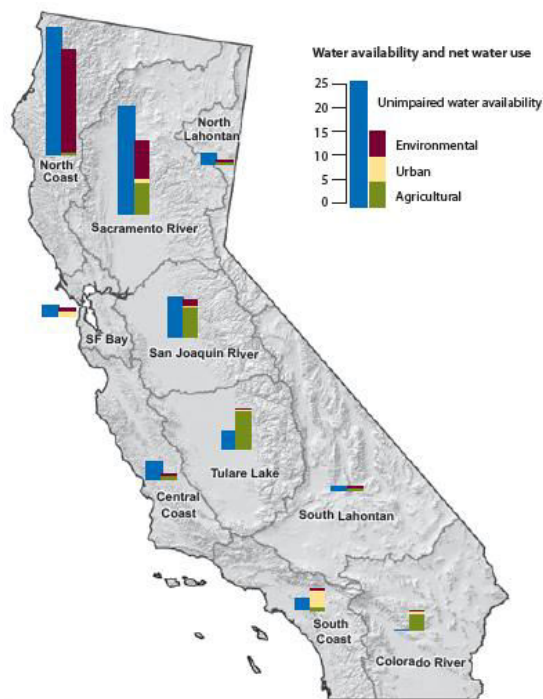 Water availability and net water use
25
20
15
10
5
0
Unimpaired water availability
Environmental
Urban
Agricultural
North
Coast
North
Lahontan
Sacramento River
SF Bay
San Joaquin River
Tulare Lake
Central
Coast
South Lahontan
South
Coast
Colorado River